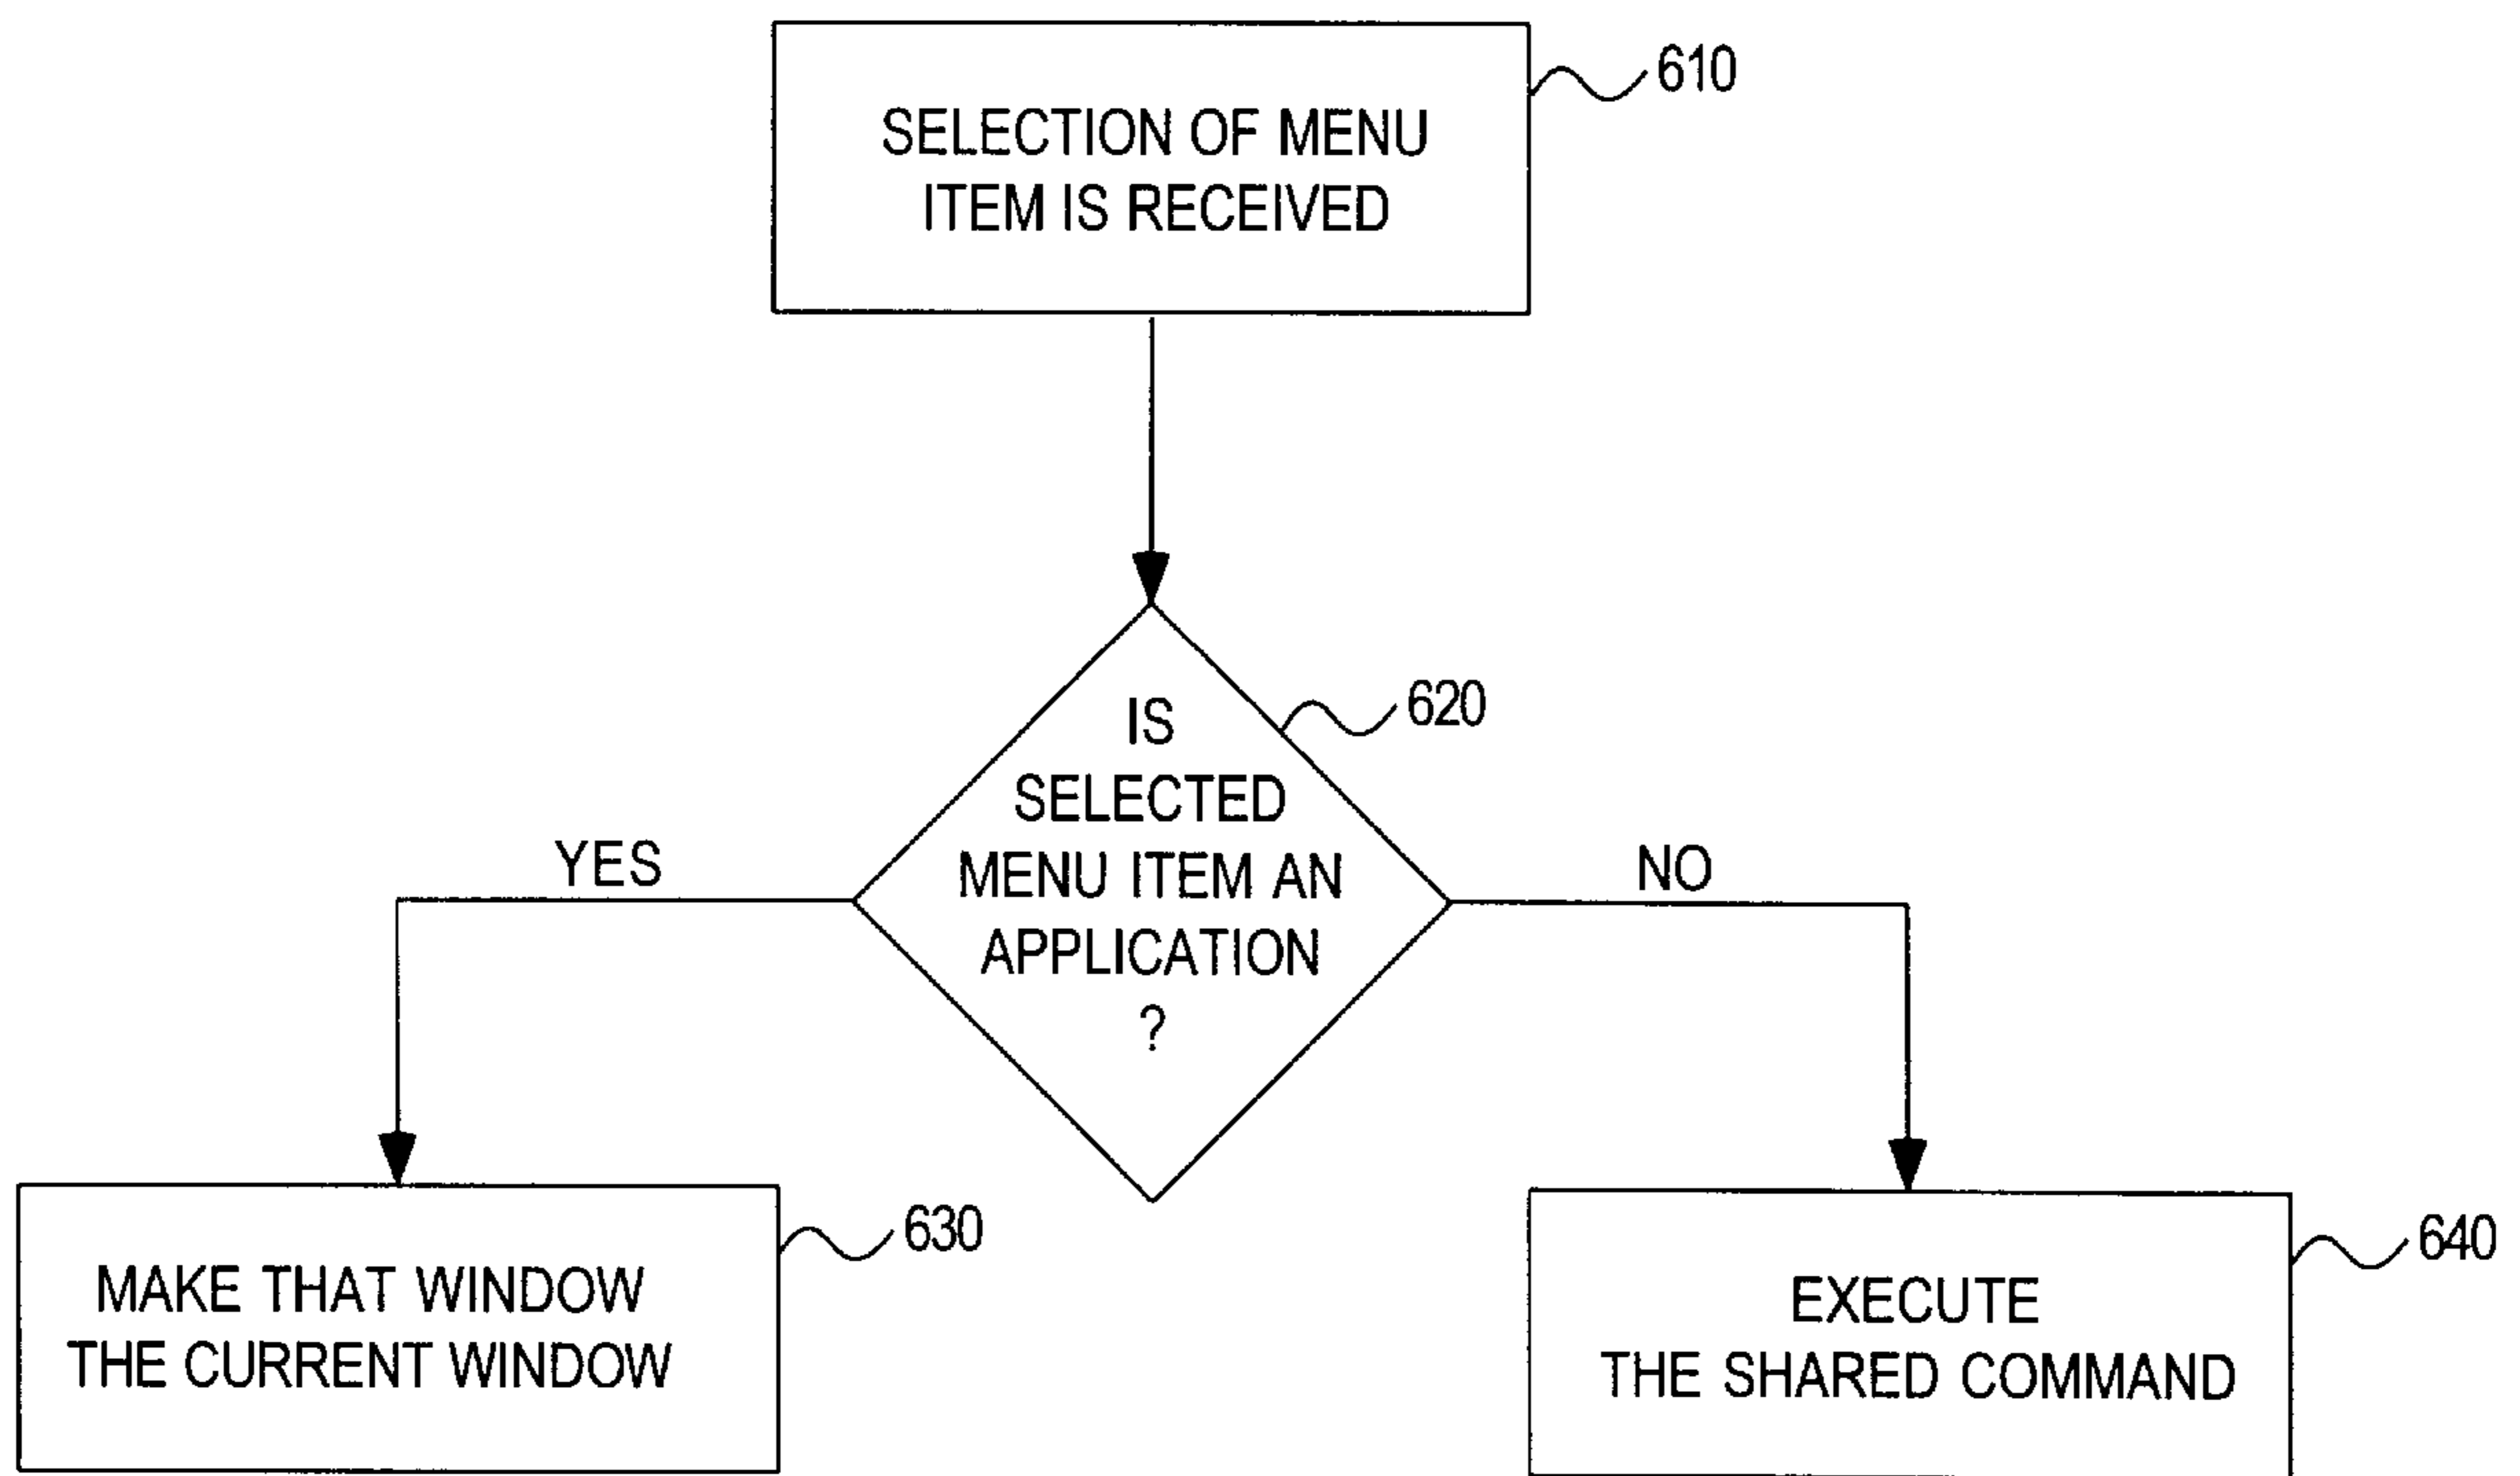 610
SELECTION OF MENU
ITEM IS RECEIVED
620
IS
SELECTED
MENU ITEM AN
APPLICATION
?
YES
NO
630
MAKE THAT WINDOW
THE CURRENT WINDOW
640
EXECUTE
THE SHARED COMMAND